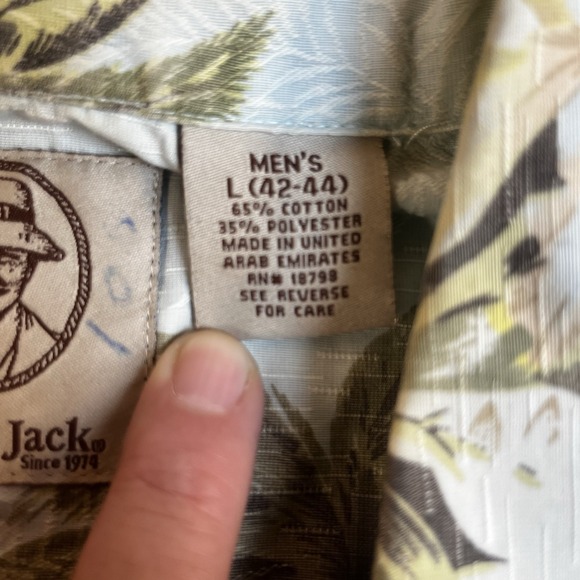 MEN'S
L (42-44)
65% COTTON
35% POLYESTER
MADE IN UNITED
ARAB EMIRATES
RN# 18798
SEE REVERSE
FOR CARE
Jack®
Since 1974